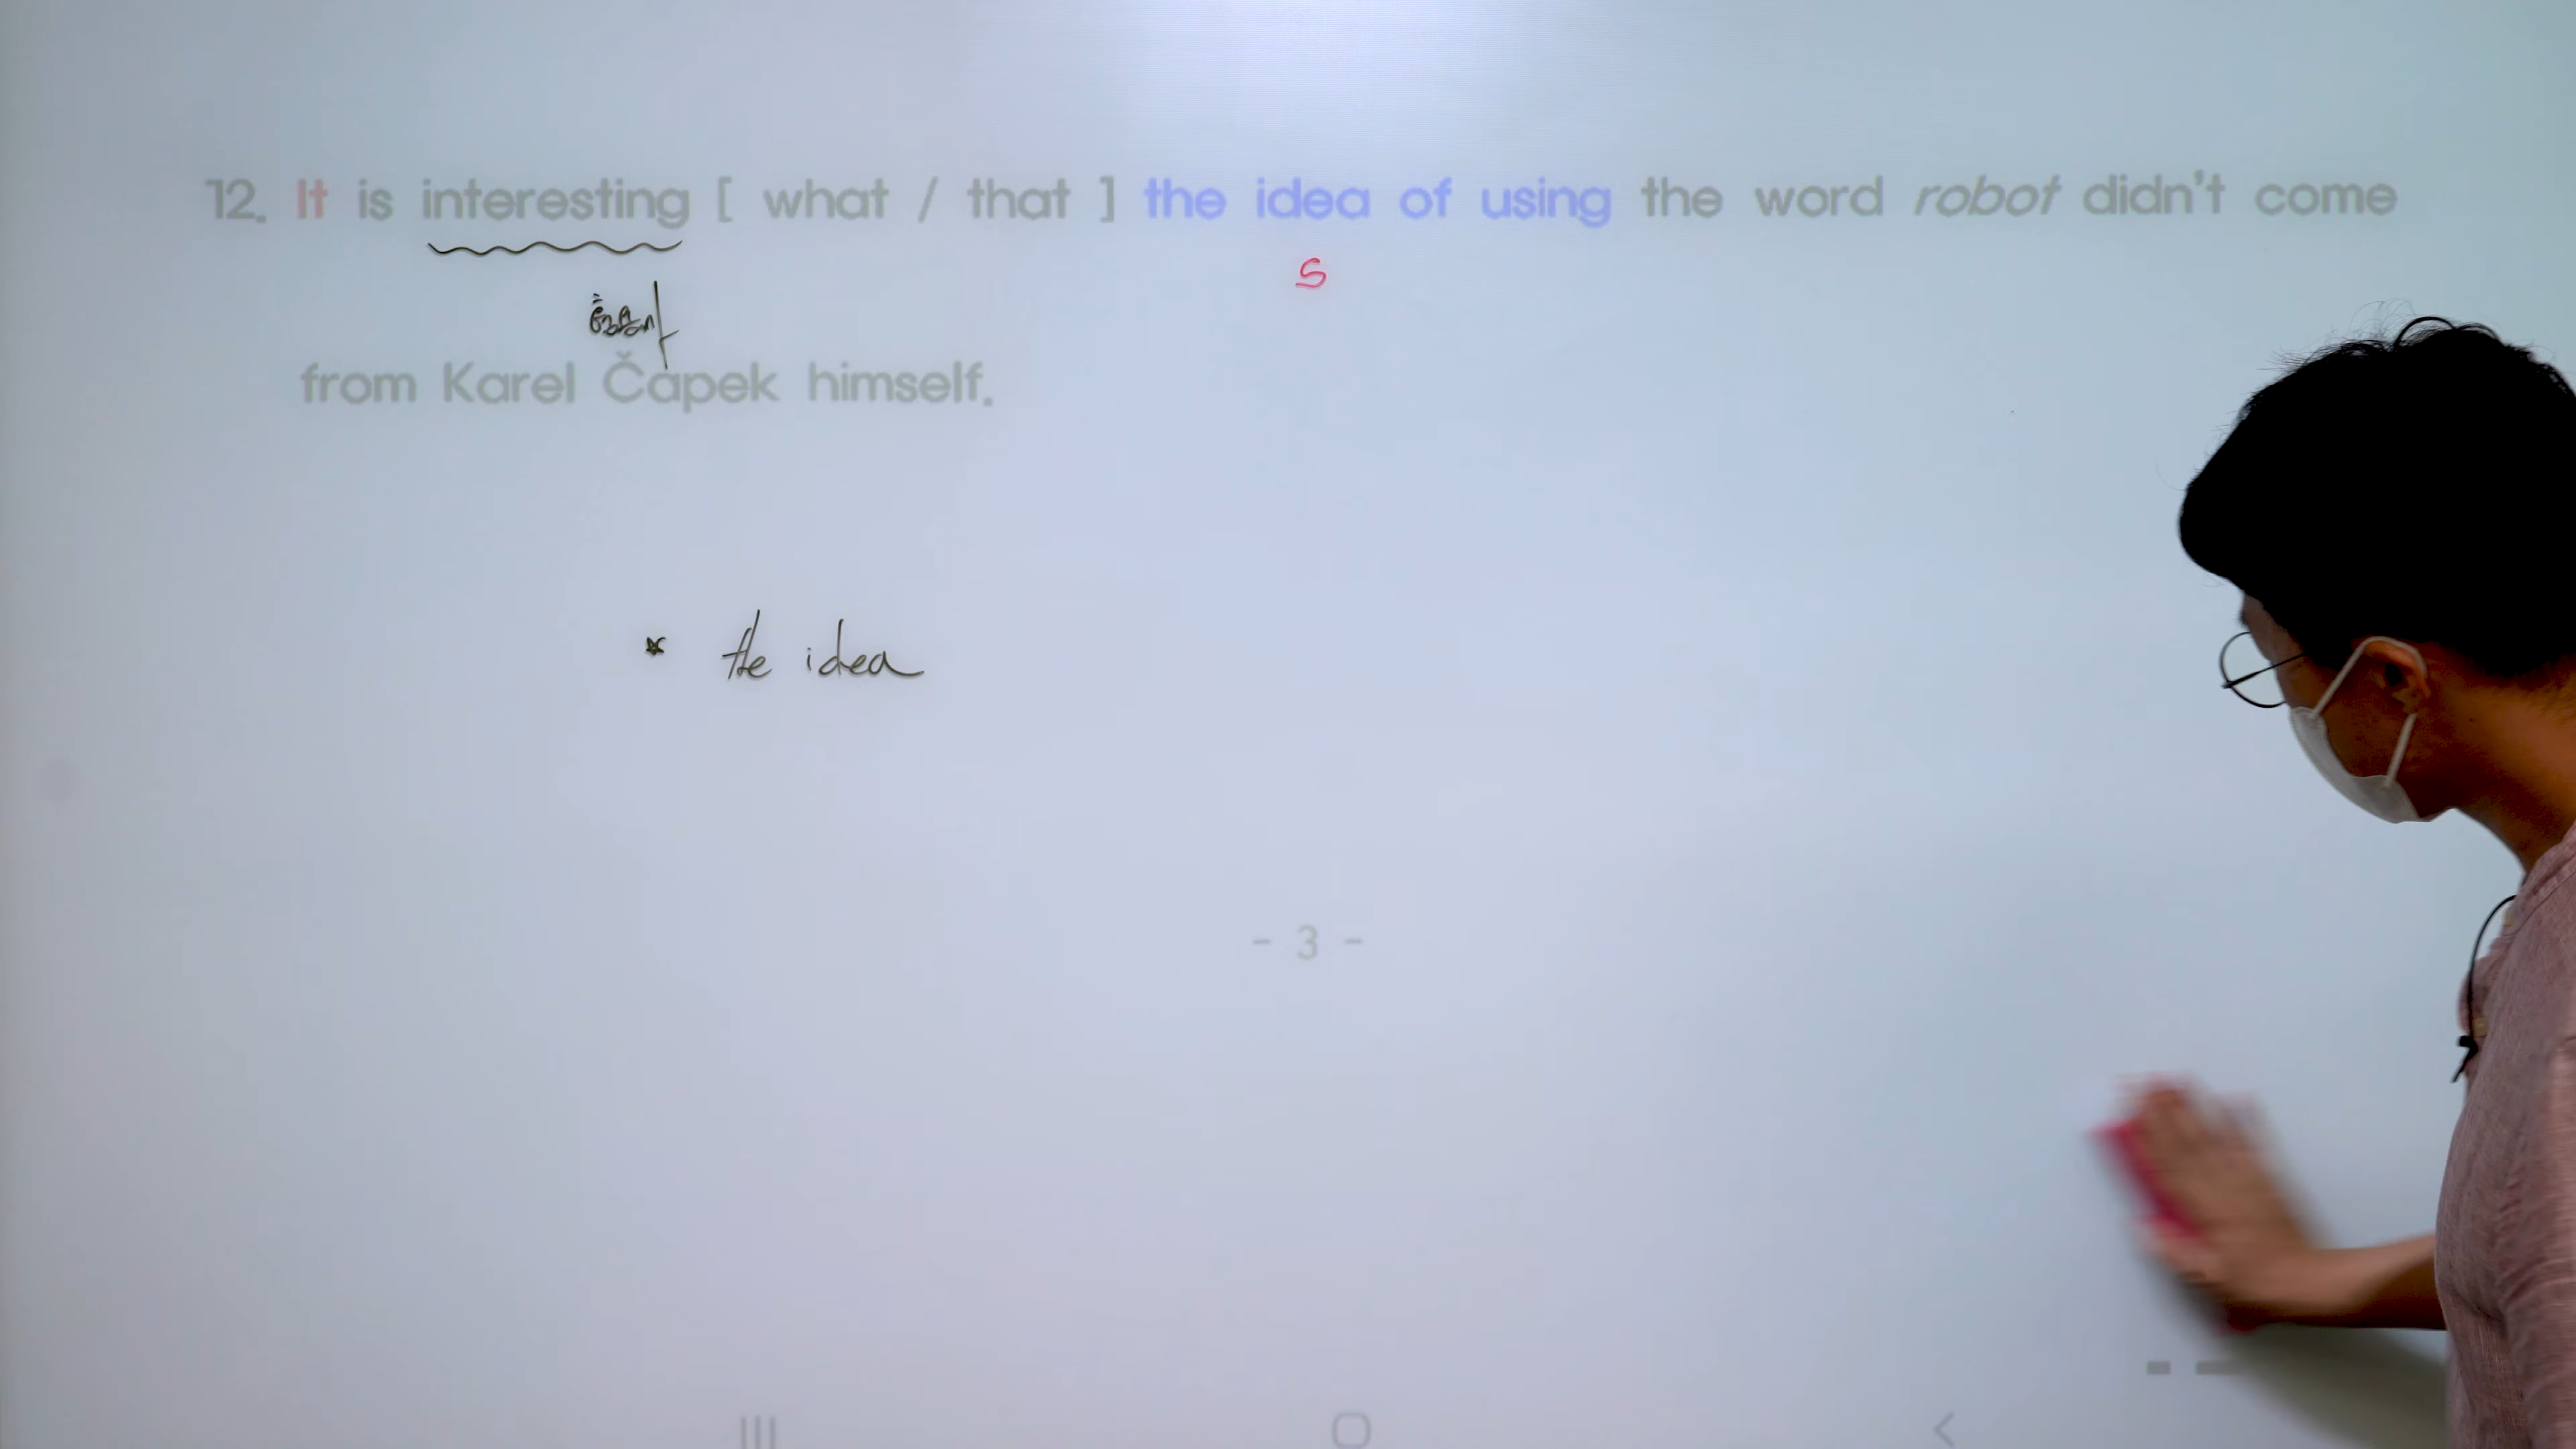 12. It is interesting [ what / that ] the idea of using the word robot didn't come
S
from Karel Čapek himself.
* the idea
- 3 -